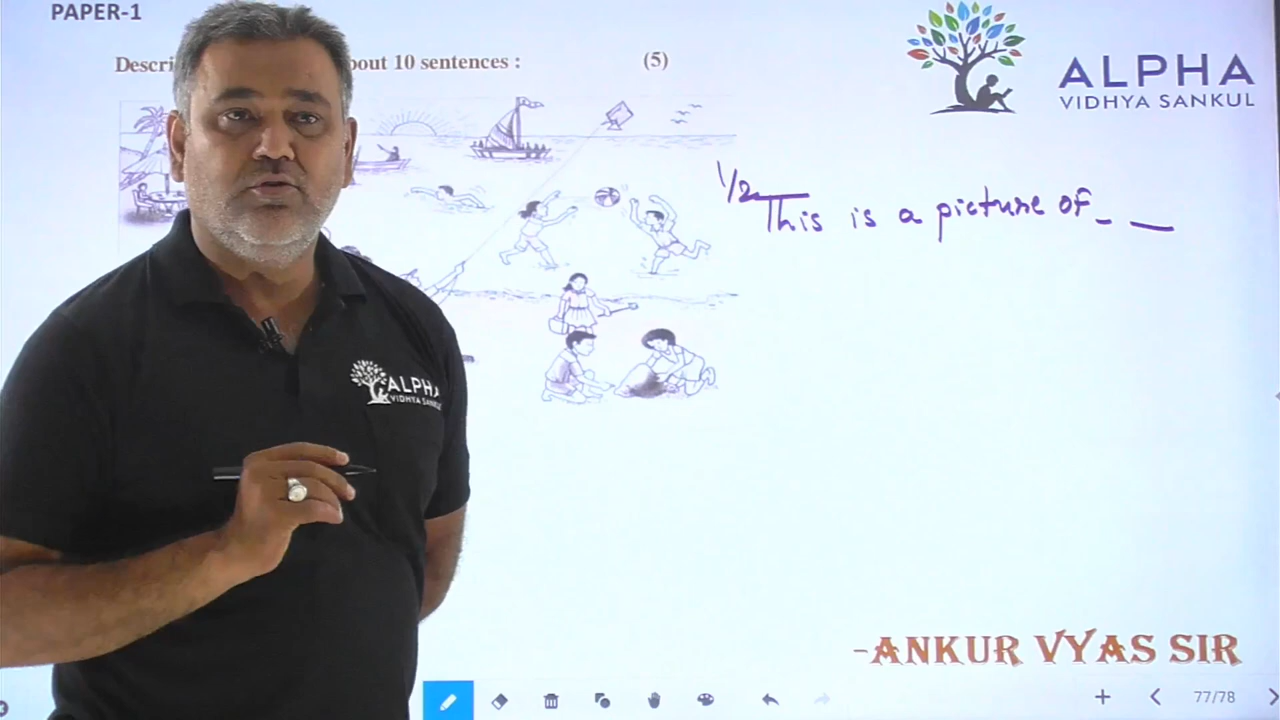 PAPER-1
Descri bout 10 sentences : (5)
ALPHA
VIDHYA SANKUL
1/2 This is a picture of - -
ALPHA
VIDHYA SANKUL
-ANKUR VYAS SIR
77/78